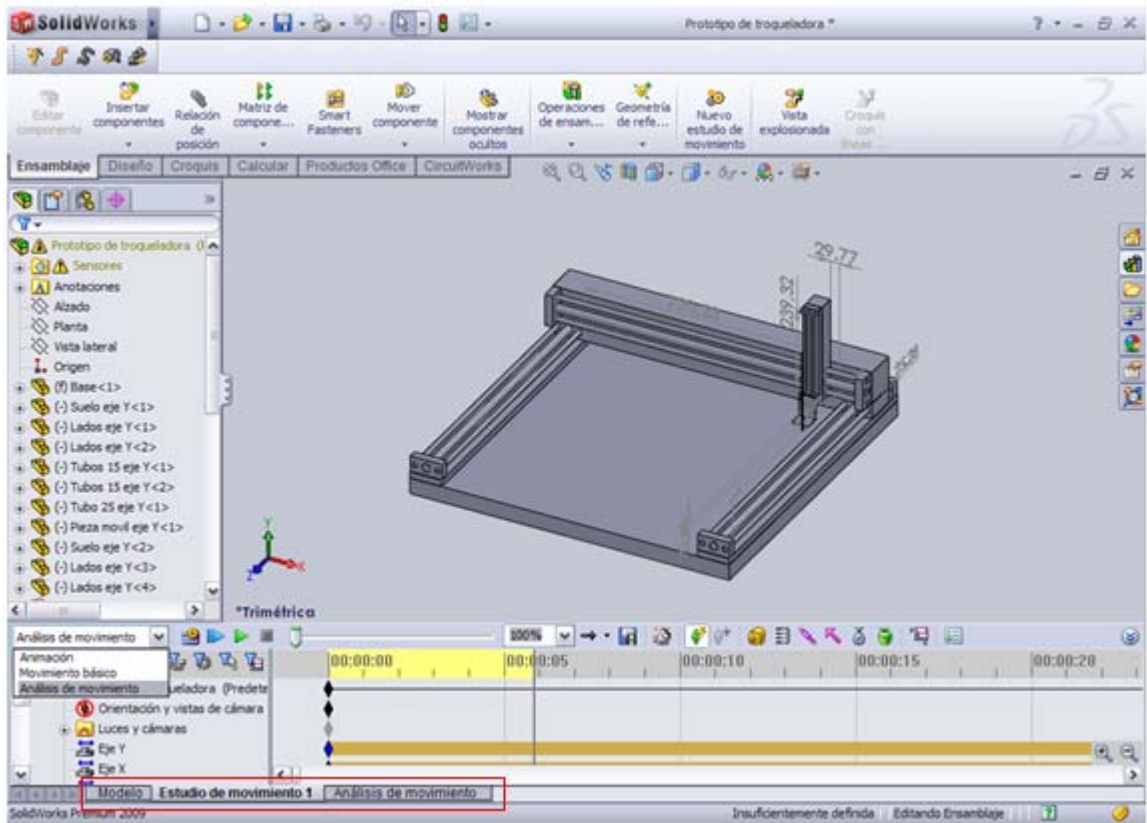 SolidWorks
Prototipo de troqueladora *
Editar componente
Insertar componentes
Relación de posición
Matriz de compone...
Smart Fasteners
Mover componente
Mostrar componentes ocultos
Operaciones de ensam...
Geometría de refe...
Nuevo estudio de movimiento
Vista explosionada
Croquis con líneas ...
Ensamblaje Diseño Croquis Calcular Productos Office CircuitWorks
Prototipo de troqueladora
Sensores
Anotaciones
Alzado
Planta
Vista lateral
Origen
(f) Base<1>
(-) Suelo eje Y<1>
(-) Lados eje Y<1>
(-) Lados eje Y<2>
(-) Tubos 15 eje Y<1>
(-) Tubos 15 eje Y<2>
(-) Tubo 25 eje Y<1>
(-) Pieza movil eje Y<1>
(-) Suelo eje Y<2>
(-) Lados eje Y<3>
(-) Lados eje Y<4>
29.77
239.32
Y
X
Z
*Trimétrica
Análisis de movimiento
100%
Animación
Movimiento básico
Análisis de movimiento
ueladora (Predete
Orientación y vistas de cámara
Luces y cámaras
Eje Y
Eje X
00:00:00 00:00:05 00:00:10 00:00:15 00:00:20
Modelo Estudio de movimiento 1 Análisis de movimiento
SolidWorks Premium 2009
Insuficientemente definida Editando Ensamblaje